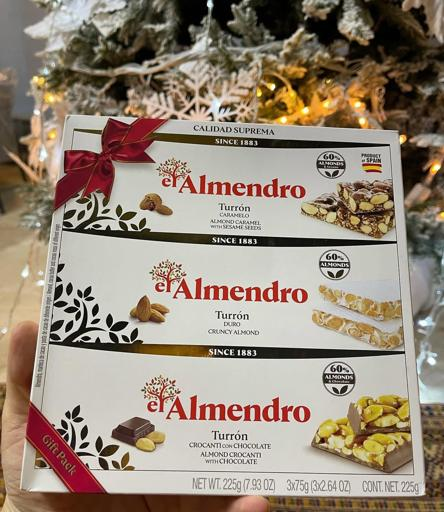 CALIDAD SUPREMA
SINCE 1883
60%
ALMONDS
PRODUCT
of SPAIN
el Almendro
Turrón
CARAMELO
ALMOND CARAMEL
WITH SESAME SEEDS
SINCE 1883
60%
ALMONDS
el Almendro
Turrón
DURO
CRUNCY ALMOND
SINCE 1883
60%
ALMONDS
& Chocolate
el Almendro
Turrón
CROCANTI CON CHOCOLATE
ALMOND CROCANTI
WITH CHOCOLATE
Gift Pack
NET WT. 225g (7.93 OZ) 3x75g (3x2.64 OZ) CONT. NET. 225g